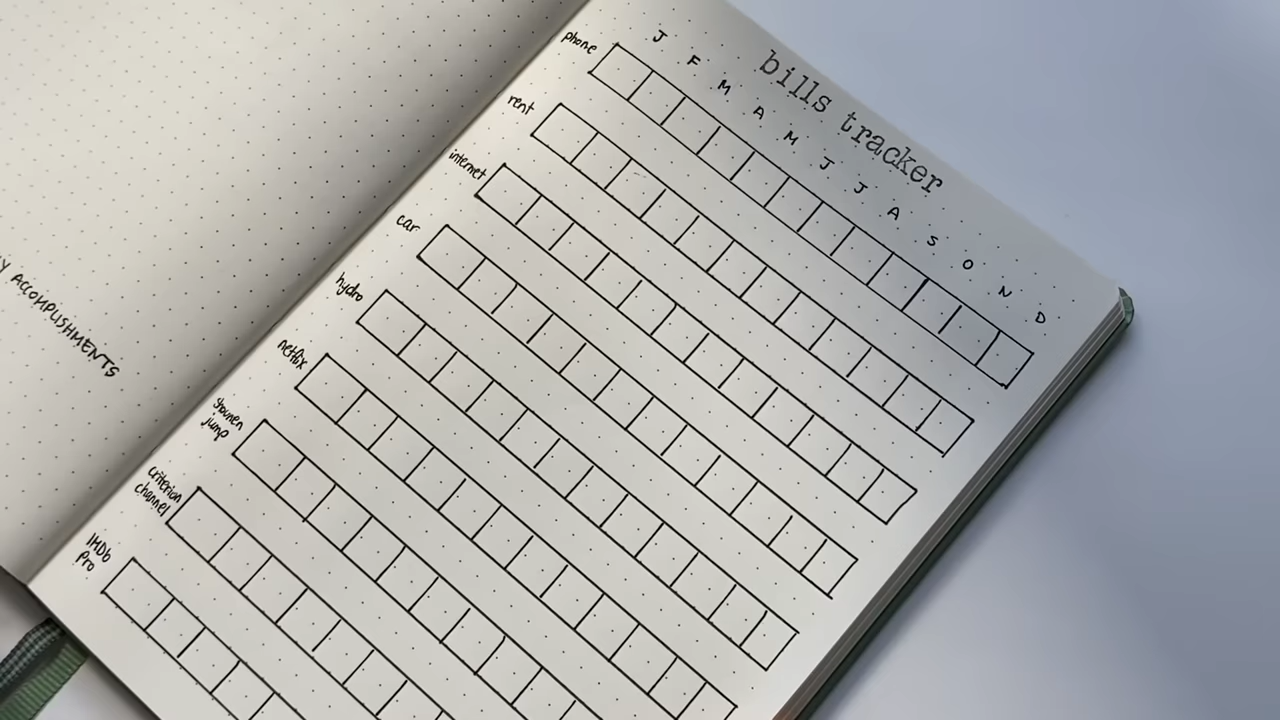 Y ACCOMPLISHMENTS
bills tracker
J F M A M J J A S O N D
phone
rent
internet
car
hydro
netflix
shounen
jump
criterion
channel
IMDb
Pro